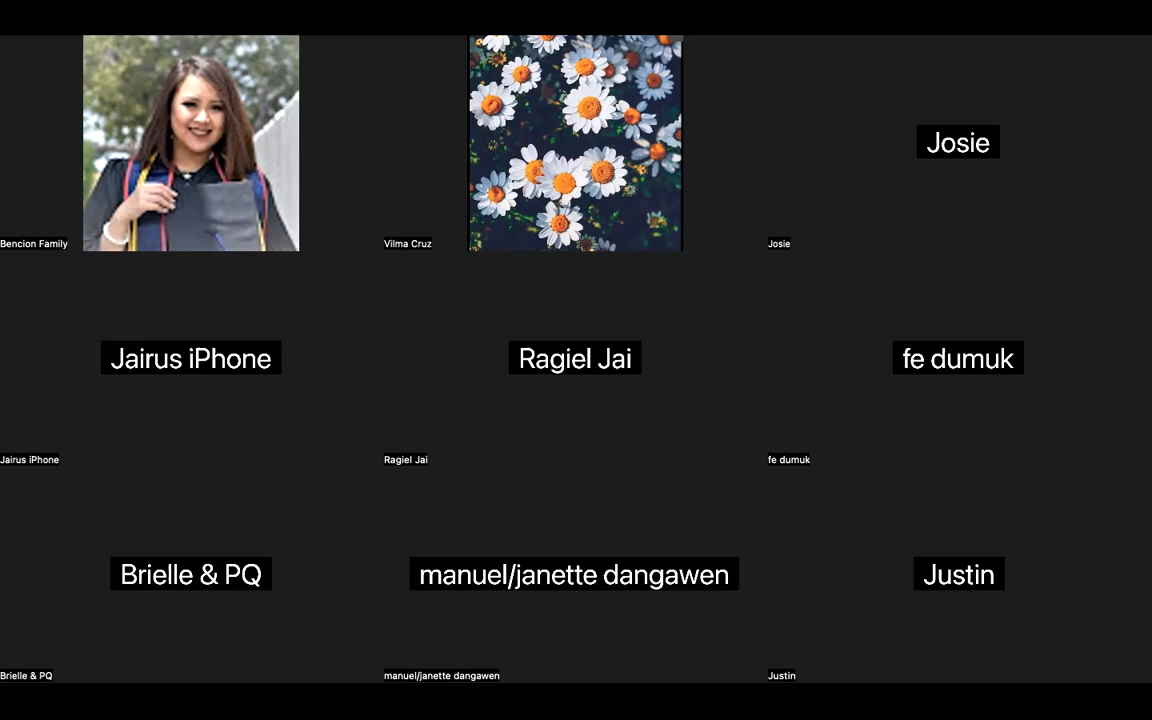 Bencion Family
Vilma Cruz
Josie
Josie
Jairus iPhone
Jairus iPhone
Ragiel Jai
Ragiel Jai
fe dumuk
fe dumuk
Brielle & PQ
Brielle & PQ
manuel/janette dangawen
manuel/janette dangawen
Justin
Justin